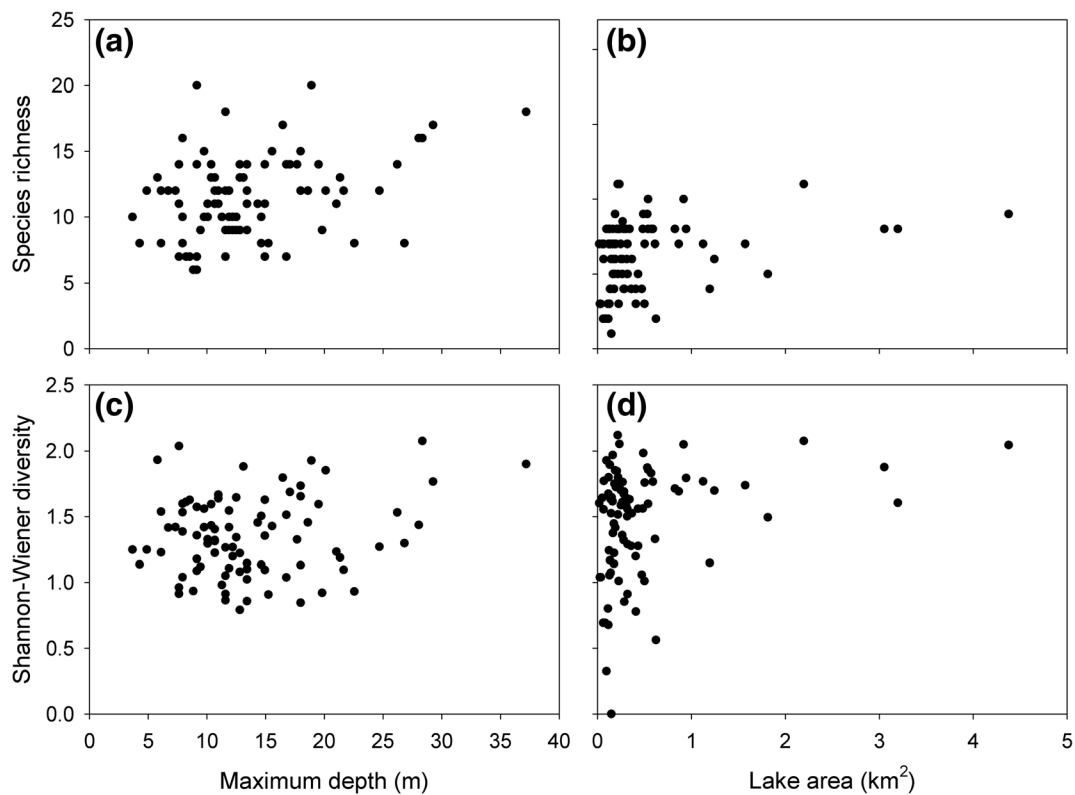 (a)
(b)
25
20
15
10
5
0
Species richness
(c)
(d)
2.5
2.0
1.5
1.0
0.5
0.0
Shannon-Wiener diversity
0 5 10 15 20 25 30 35 40
0 1 2 3 4 5
Maximum depth (m)
Lake area (km²)